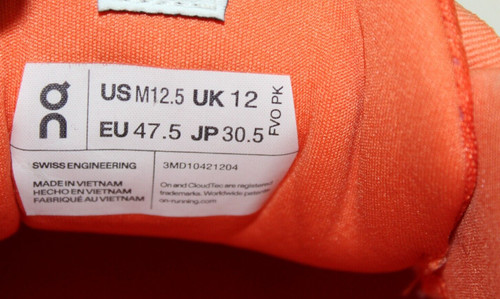 on
US M12.5 UK 12
EU 47.5 JP 30.5
FVO PK
SWISS ENGINEERING
3MD10421204
MADE IN VIETNAM
HECHO EN VIETNAM
FABRIQUÉ AU VIETNAM
On and CloudTec are registered
trademarks. Worldwide patents
on-running.com